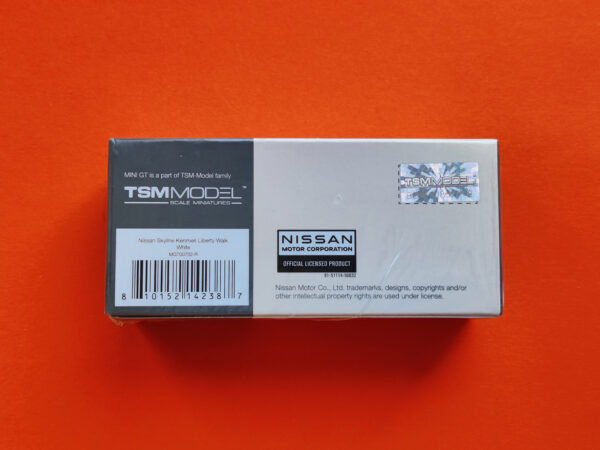 MINI GT is a part of TSM-Model family
TSMMODEL™
SCALE MINIATURES
Nissan Skyline Kenmeri Liberty Walk
White
8 10152 14238 7
TSMMODEL
NISSAN
MOTOR CORPORATION
OFFICIAL LICENSED PRODUCT
Nissan Motor Co., Ltd. trademarks, designs, copyrights and/or
other intellectual property rights are used under license.